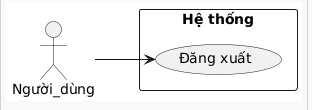 Hệ thống
Đăng xuất
Người_dùng